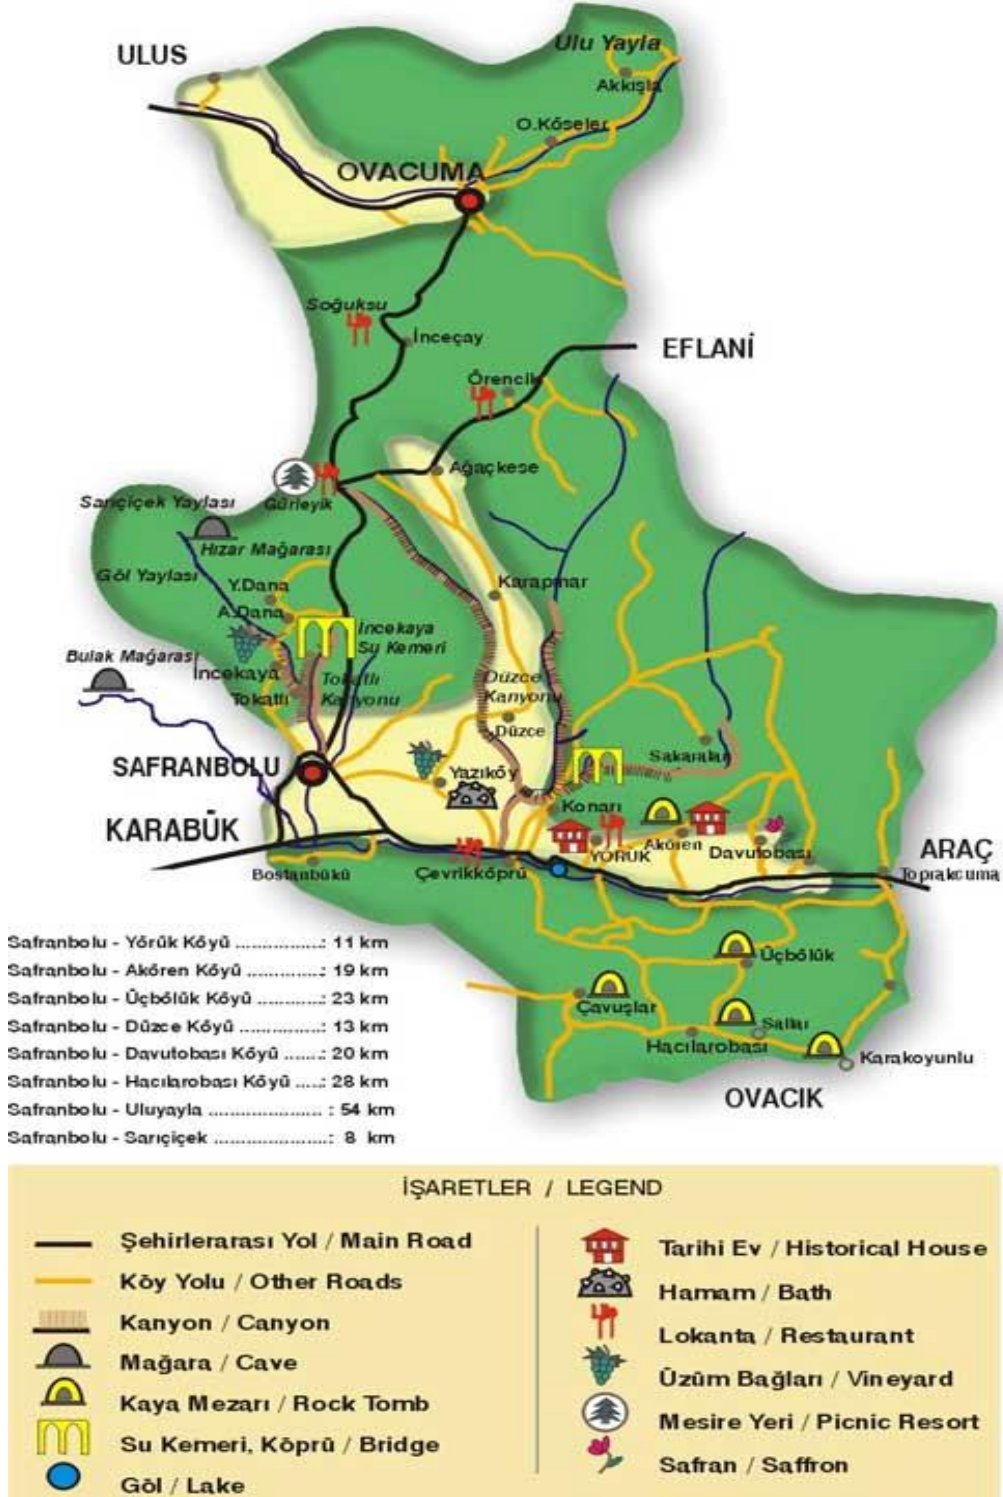 ULUS
Ulu Yayla
Akkışla
O.Köseler
OVACUMA
Soğuksu
İnceçay
EFLANİ
Örencik
Ağaçkese
Gürleyik
Sarıçiçek Yaylası
Hızar Mağarası
Göl Yaylası
Y.Dana
Karapınar
A.Dana
İncekaya
Su Kemeri
Bulak Mağarası
İncekaya
Tokatlı
Kanyonu
Tokatlı
Düzce
Kanyonu
Düzce
Sakaralar
SAFRANBOLU
Yazıköy
Konarı
KARABÜK
YÖRÜK
Akören
Davutobası
ARAÇ
Toprakcuma
Bostanbükü
Çevrikköprü
Safranbolu - Yörük Köyü ................: 11 km
Safranbolu - Akören Köyü .............: 19 km
Safranbolu - Üçbölük Köyü ............: 23 km
Safranbolu - Düzce Köyü ...............: 13 km
Safranbolu - Davutobası Köyü .......: 20 km
Safranbolu - Hacılarobası Köyü .....: 28 km
Safranbolu - Uluyayla ..................... : 54 km
Safranbolu - Sarıçiçek .....................: 8 km
Üçbölük
Çavuşlar
Sallar
Hacılarobası
Karakoyunlu
OVACIK
İŞARETLER / LEGEND
Şehirlerarası Yol / Main Road
Köy Yolu / Other Roads
Kanyon / Canyon
Mağara / Cave
Kaya Mezarı / Rock Tomb
Su Kemeri, Köprü / Bridge
Göl / Lake
Tarihi Ev / Historical House
Hamam / Bath
Lokanta / Restaurant
Üzüm Bağları / Vineyard
Mesire Yeri / Picnic Resort
Safran / Saffron